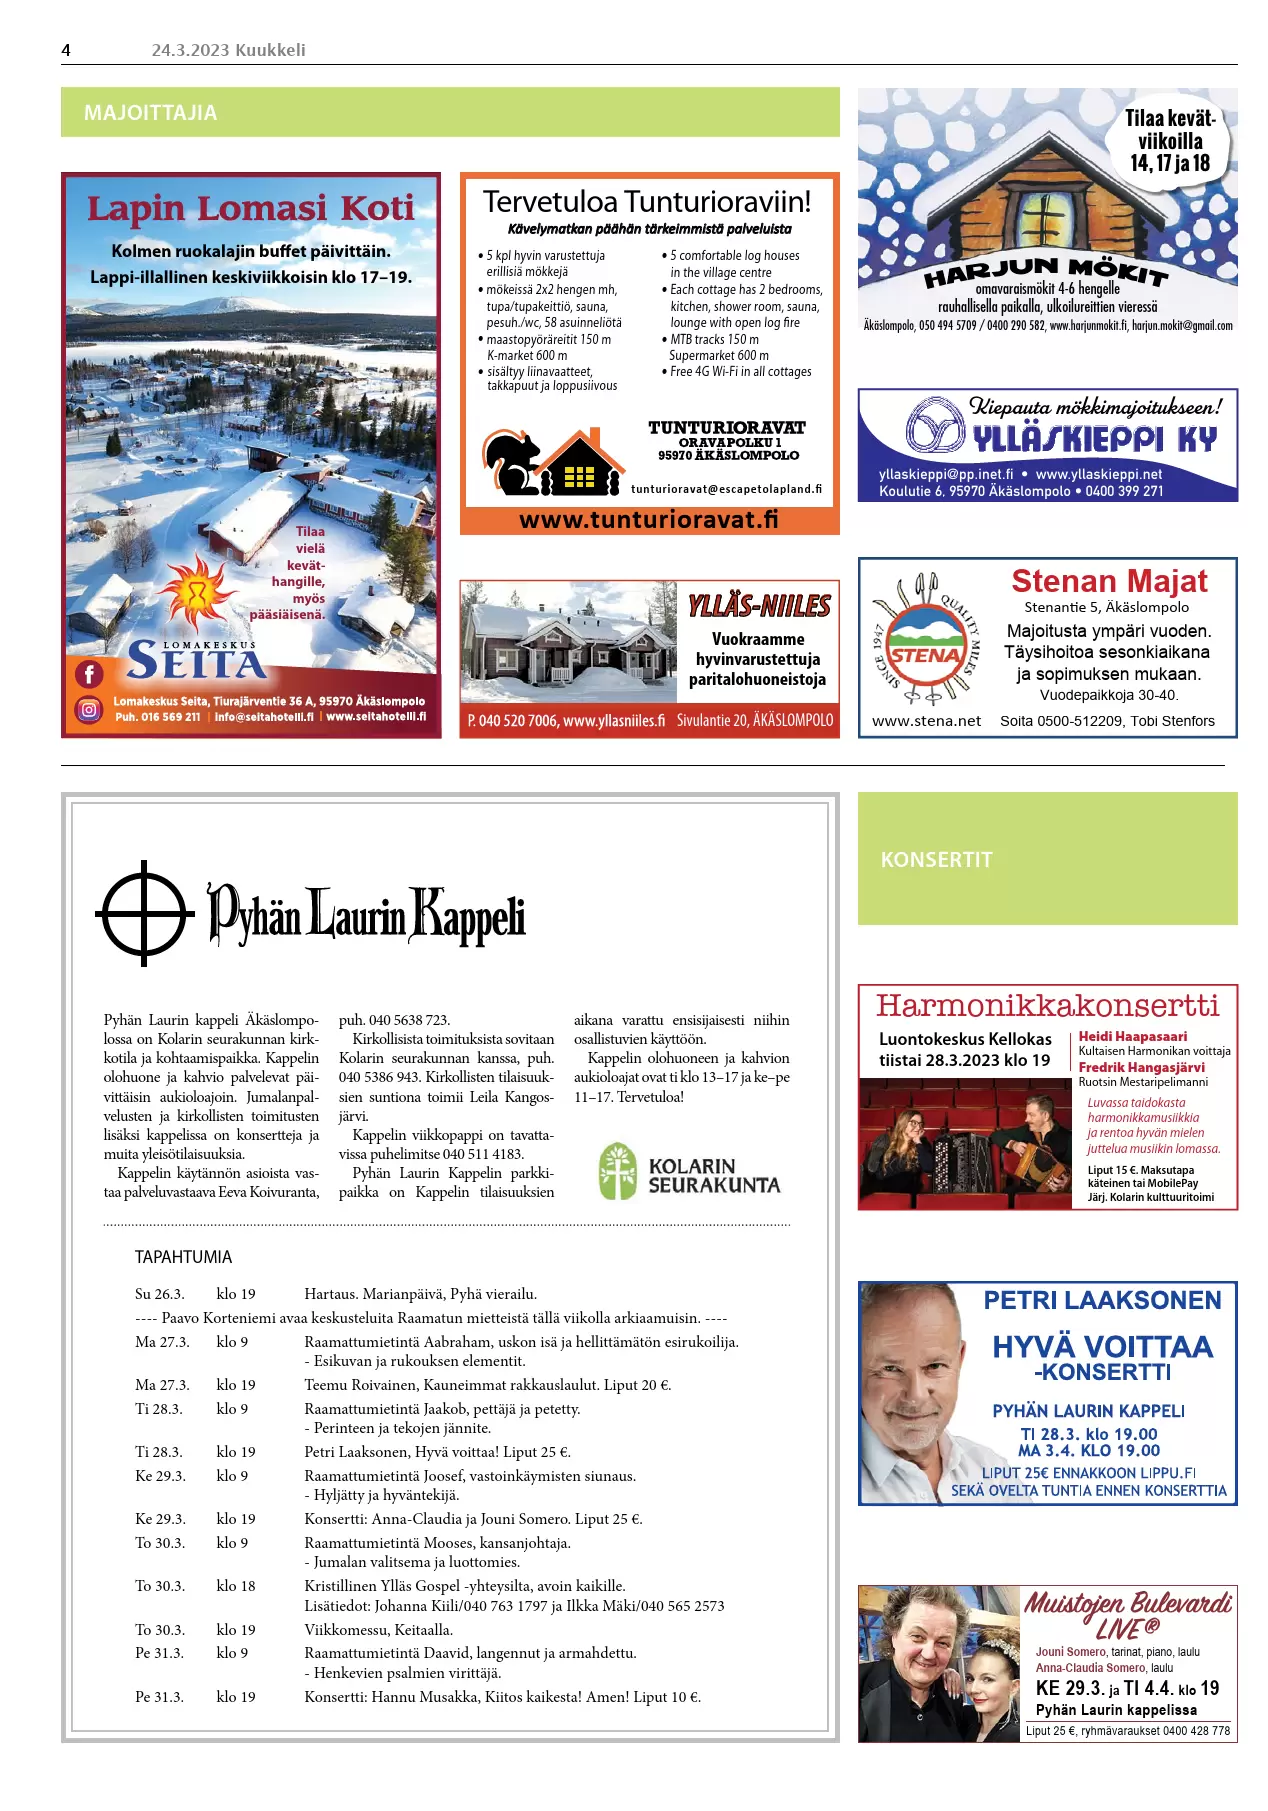 4
24.3.2023 Kuukkeli
MAJOITTAJIA
Lapin Lomasi Koti
Kolmen ruokalajin buffet päivittäin.
Lappi-illallinen keskiviikkoisin klo 17–19.
Tilaa
vielä
kevät-
hangille,
myös
pääsiäisenä.
LOMAKESKUS
SEITA
Lomakeskus Seita, Tiurajärventie 36 A, 95970 Äkäslompolo
Puh. 016 569 211 | info@seitahotelli.fi | www.seitahotelli.fi
Tervetuloa Tunturioraviin!
Kävelymatkan päähän tärkeimmistä palveluista
• 5 kpl hyvin varustettuja
erillisiä mökkejä
• mökeissä 2x2 hengen mh,
tupa/tupakeittiö, sauna,
pesuh./wc, 58 asuinneliötä
• maastopyöräreitit 150 m
K-market 600 m
• sisältyy liinavaatteet,
takkapuut ja loppusiivous
• 5 comfortable log houses
in the village centre
• Each cottage has 2 bedrooms,
kitchen, shower room, sauna,
lounge with open log fire
• MTB tracks 150 m
Supermarket 600 m
• Free 4G Wi-Fi in all cottages
TUNTURIORAVAT
ORAVAPOLKU 1
95970 ÄKÄSLOMPOLO
tunturioravat@escapetolapland.fi
www.tunturioravat.fi
YLLÄS-NIILES
Vuokraamme
hyvinvarustettuja
paritalohuoneistoja
P. 040 520 7006, www.yllasniiles.fi Sivulantie 20, ÄKÄSLOMPOLO
Tilaa kevät-
viikoilla
14, 17 ja 18
HARJUN MÖKIT
omavaraismökit 4-6 hengelle
rauhallisella paikalla, ulkoilureittien vieressä
Äkäslompolo, 050 494 5709 / 0400 290 582, www.harjunmokit.fi, harjun.mokit@gmail.com
Kiepauta mökkimajoitukseen!
YLLÄSKIEPPI KY
yllaskieppi@pp.inet.fi • www.yllaskieppi.net
Koulutie 6, 95970 Äkäslompolo • 0400 399 271
SINCE 1947
QUALITY MILES
STENA
www.stena.net
Stenan Majat
Stenantie 5, Äkäslompolo
Majoitusta ympäri vuoden.
Täysihoitoa sesonkiaikana
ja sopimuksen mukaan.
Vuodepaikkoja 30-40.
Soita 0500-512209, Tobi Stenfors
Pyhän Laurin Kappeli
Pyhän Laurin kappeli Äkäslompo-
lossa on Kolarin seurakunnan kirk-
kotila ja kohtaamispaikka. Kappelin
olohuone ja kahvio palvelevat päi-
vittäisin aukioloajoin. Jumalanpal-
velusten ja kirkollisten toimitusten
lisäksi kappelissa on konsertteja ja
muita yleisötilaisuuksia.
Kappelin käytännön asioista vas-
taa palveluvastaava Eeva Koivuranta,
puh. 040 5638 723.
Kirkollisista toimituksista sovitaan
Kolarin seurakunnan kanssa, puh.
040 5386 943. Kirkollisten tilaisuuk-
sien suntiona toimii Leila Kangos-
järvi.
Kappelin viikkopappi on tavatta-
vissa puhelimitse 040 511 4183.
Pyhän Laurin Kappelin parkki-
paikka on Kappelin tilaisuuksien
aikana varattu ensisijaisesti niihin
osallistuvien käyttöön.
Kappelin olohuoneen ja kahvion
aukioloajat ovat ti klo 13–17 ja ke–pe
11–17. Tervetuloa!
KOLARIN
SEURAKUNTA
TAPAHTUMIA
Su 26.3. klo 19 Hartaus. Marianpäivä, Pyhä vierailu.
---- Paavo Korteniemi avaa keskusteluita Raamatun mietteistä tällä viikolla arkiaamuisin. ----
Ma 27.3. klo 9 Raamattumietintä Aabraham, uskon isä ja hellittämätön esirukoilija.
- Esikuvan ja rukouksen elementit.
Ma 27.3. klo 19 Teemu Roivainen, Kauneimmat rakkauslaulut. Liput 20 €.
Ti 28.3. klo 9 Raamattumietintä Jaakob, pettäjä ja petetty.
- Perinteen ja tekojen jännite.
Ti 28.3. klo 19 Petri Laaksonen, Hyvä voittaa! Liput 25 €.
Ke 29.3. klo 9 Raamattumietintä Joosef, vastoinkäymisten siunaus.
- Hyljätty ja hyväntekijä.
Ke 29.3. klo 19 Konsertti: Anna-Claudia ja Jouni Somero. Liput 25 €.
To 30.3. klo 9 Raamattumietintä Mooses, kansanjohtaja.
- Jumalan valitsema ja luottomies.
To 30.3. klo 18 Kristillinen Ylläs Gospel -yhteysilta, avoin kaikille.
Lisätiedot: Johanna Kiili/040 763 1797 ja Ilkka Mäki/040 565 2573
To 30.3. klo 19 Viikkomessu, Keitaalla.
Pe 31.3. klo 9 Raamattumietintä Daavid, langennut ja armahdettu.
- Henkevien psalmien virittäjä.
Pe 31.3. klo 19 Konsertti: Hannu Musakka, Kiitos kaikesta! Amen! Liput 10 €.
KONSERTIT
Harmonikkakonsertti
Luontokeskus Kellokas
tiistai 28.3.2023 klo 19
Heidi Haapasaari
Kultaisen Harmonikan voittaja
Fredrik Hangasjärvi
Ruotsin Mestaripelimanni
Luvassa taidokasta
harmonikkamusiikkia
ja rentoa hyvän mielen
juttelua musiikin lomassa.
Liput 15 €. Maksutapa
käteinen tai MobilePay
Järj. Kolarin kulttuuritoimi
PETRI LAAKSONEN
HYVÄ VOITTAA
-KONSERTTI
PYHÄN LAURIN KAPPELI
TI 28.3. klo 19.00
MA 3.4. KLO 19.00
LIPUT 25€ ENNAKKOON LIPPU.FI
SEKÄ OVELTA TUNTIA ENNEN KONSERTTIA
Muistojen Bulevardi
LIVE®
Jouni Somero, tarinat, piano, laulu
Anna-Claudia Somero, laulu
KE 29.3. ja TI 4.4. klo 19
Pyhän Laurin kappelissa
Liput 25 €, ryhmävaraukset 0400 428 778